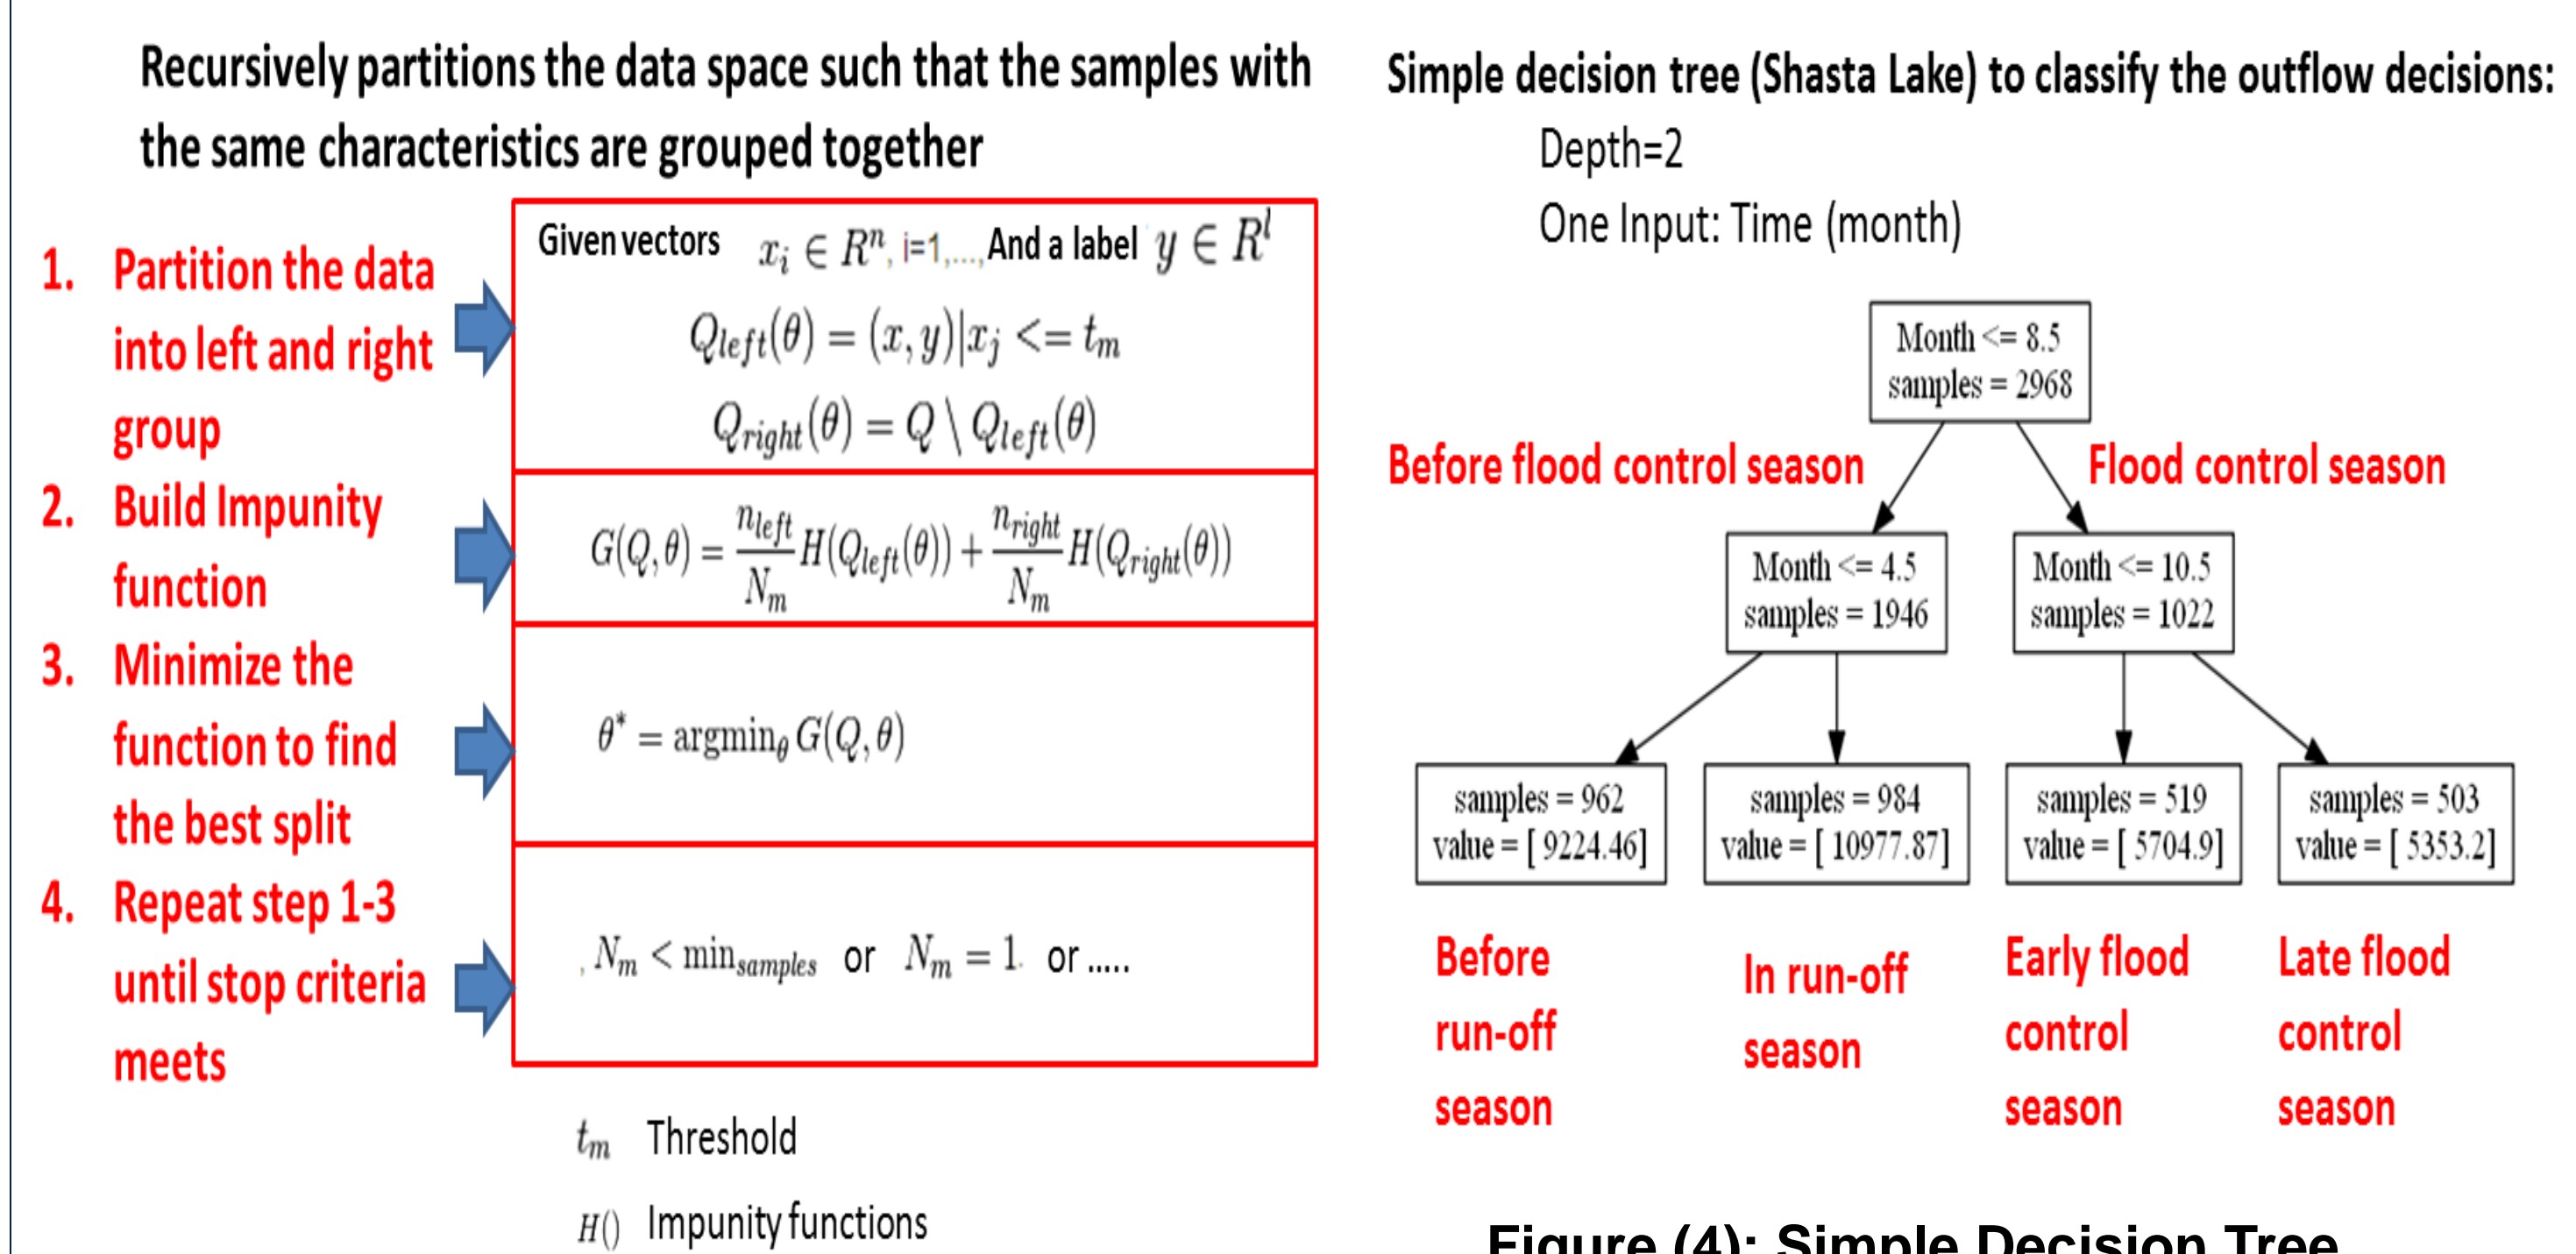 Recursively partitions the data space such that the samples with
the same characteristics are grouped together
1. Partition the data
into left and right
group
2. Build Impunity
function
3. Minimize the
function to find
the best split
4. Repeat step 1-3
until stop criteria
meets
Given vectors x_i ∈ R^n, i=1,..., And a label y ∈ R^l
Q_left(θ) = (x, y)|x_j <= t_m
Q_right(θ) = Q \ Q_left(θ)
G(Q, θ) = n_left/N_m H(Q_left(θ)) + n_right/N_m H(Q_right(θ))
θ* = argmin_θ G(Q, θ)
, N_m < min_samples or N_m = 1. or .....
t_m Threshold
H() Impunity functions
Simple decision tree (Shasta Lake) to classify the outflow decisions:
Depth=2
One Input: Time (month)
Month <= 8.5
samples = 2968
Before flood control season
Flood control season
Month <= 4.5
samples = 1946
Month <= 10.5
samples = 1022
samples = 962
value = [ 9224.46]
samples = 984
value = [ 10977.87]
samples = 519
value = [ 5704.9]
samples = 503
value = [ 5353.2]
Before
run-off
season
In run-off
season
Early flood
control
season
Late flood
control
season
Figure (4): Simple Decision Tree